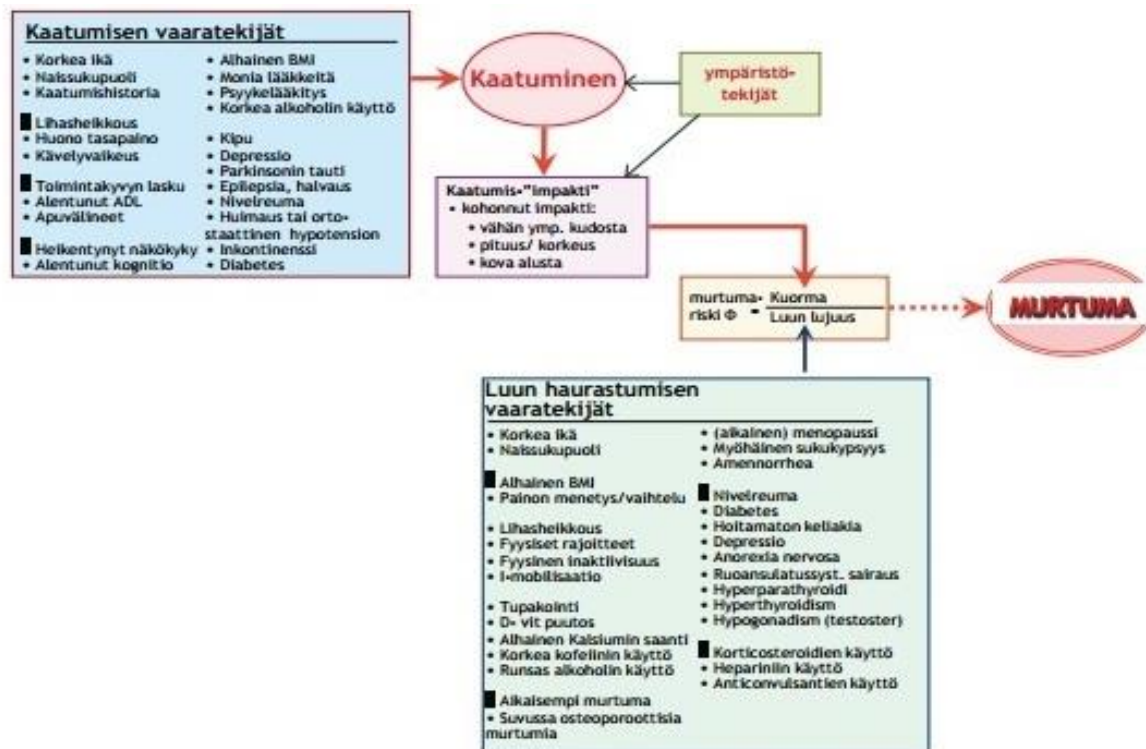 Kaatumisen vaaratekijät
• Korkea ikä
• Naissukupuoli
• Kaatumishistoria
Lihasheikkous
• Huono tasapaino
• Kävelyvaikeus
Toimintakyvyn lasku
• Alentunut ADL
• Apuvälineet
Heikentynyt näkökyky
• Alentunut kognitio
• Alhainen BMI
• Monia lääkkeitä
• Psyykelääkitys
• Korkea alkoholin käyttö
• Kipu
• Depressio
• Parkinsonin tauti
• Epilepsia, halvaus
• Nivelreuma
• Huimaus tai orto-
staattinen hypotension
• Inkontinenssi
• Diabetes
Kaatuminen
ympäristö-
tekijät
Kaatumis-"impakti"
• kohonnut impakti:
• vähän ymp. kudosta
• pituus/ korkeus
• kova alusta
murtuma-
riski Φ = Kuorma
Luun lujuus
MURTUMA
Luun haurastumisen
vaaratekijät
• Korkea ikä
• Naissukupuoli
Alhainen BMI
• Painon menetys/vaihtelu
• Lihasheikkous
• Fyysiset rajoitteet
• Fyysinen inaktiivisuus
• I-mobilisaatio
• Tupakointi
• D- vit puutos
• Alhainen Kalsiumin saanti
• Korkea kofeiinin käyttö
• Runsas alkoholin käyttö
Aikaisempi murtuma
• Suvussa osteoporoottisia
murtumia
• (aikainen) menopaussi
• Myöhäinen sukukypsyys
• Amennorrhea
Nivelreuma
• Diabetes
• Hoitamaton keliakia
• Depressio
• Anorexia nervosa
• Ruoansulatussyst. sairaus
• Hyperparathyroidi
• Hyperthyroidism
• Hypogonadism (testoster)
Korticosteroidien käyttö
• Hepariniin käyttö
• Anticonvulsantien käyttö